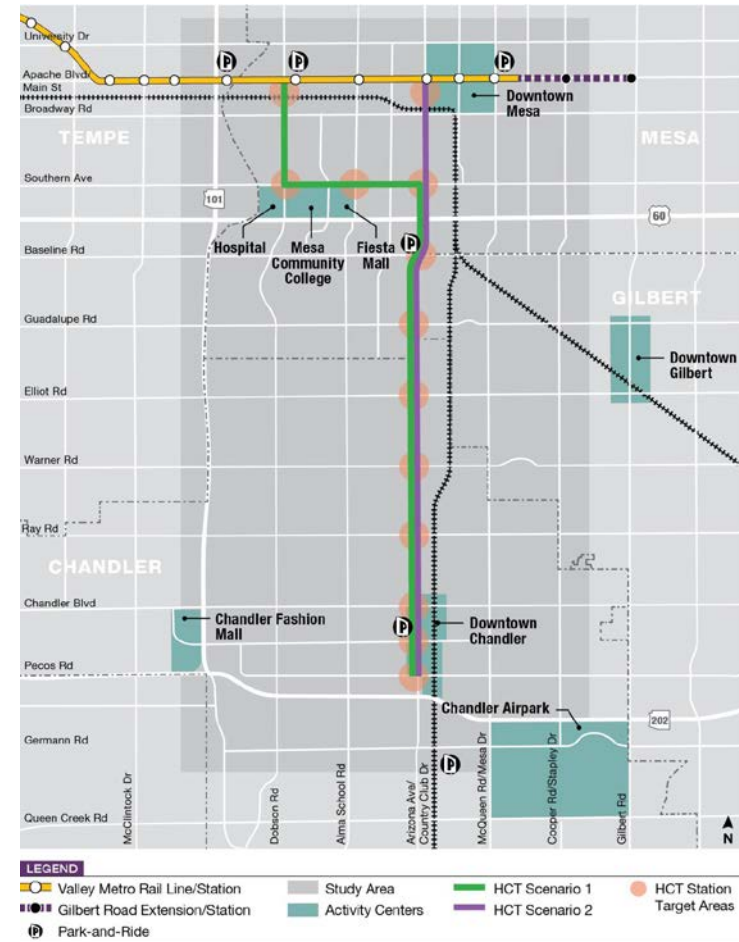 University Dr
Apache Blvd/
Main St
Broadway Rd
Downtown
Mesa
TEMPE
MESA
Southern Ave
101
60
Hospital
Mesa
Community
College
Fiesta
Mall
Baseline Rd
GILBERT
Guadalupe Rd
Downtown
Gilbert
Elliot Rd
Warner Rd
Ray Rd
CHANDLER
Chandler Blvd
Chandler Fashion
Mall
Downtown
Chandler
Pecos Rd
Chandler Airpark
202
Germann Rd
McClintock Dr
Dobson Rd
Alma School Rd
Arizona Ave/
Country Club Dr
McQueen Rd/Mesa Dr
Cooper Rd/Stapley Dr
Gilbert Rd
Queen Creek Rd
N
LEGEND
Valley Metro Rail Line/Station
Study Area
HCT Scenario 1
HCT Station
Target Areas
Gilbert Road Extension/Station
Activity Centers
HCT Scenario 2
Park-and-Ride